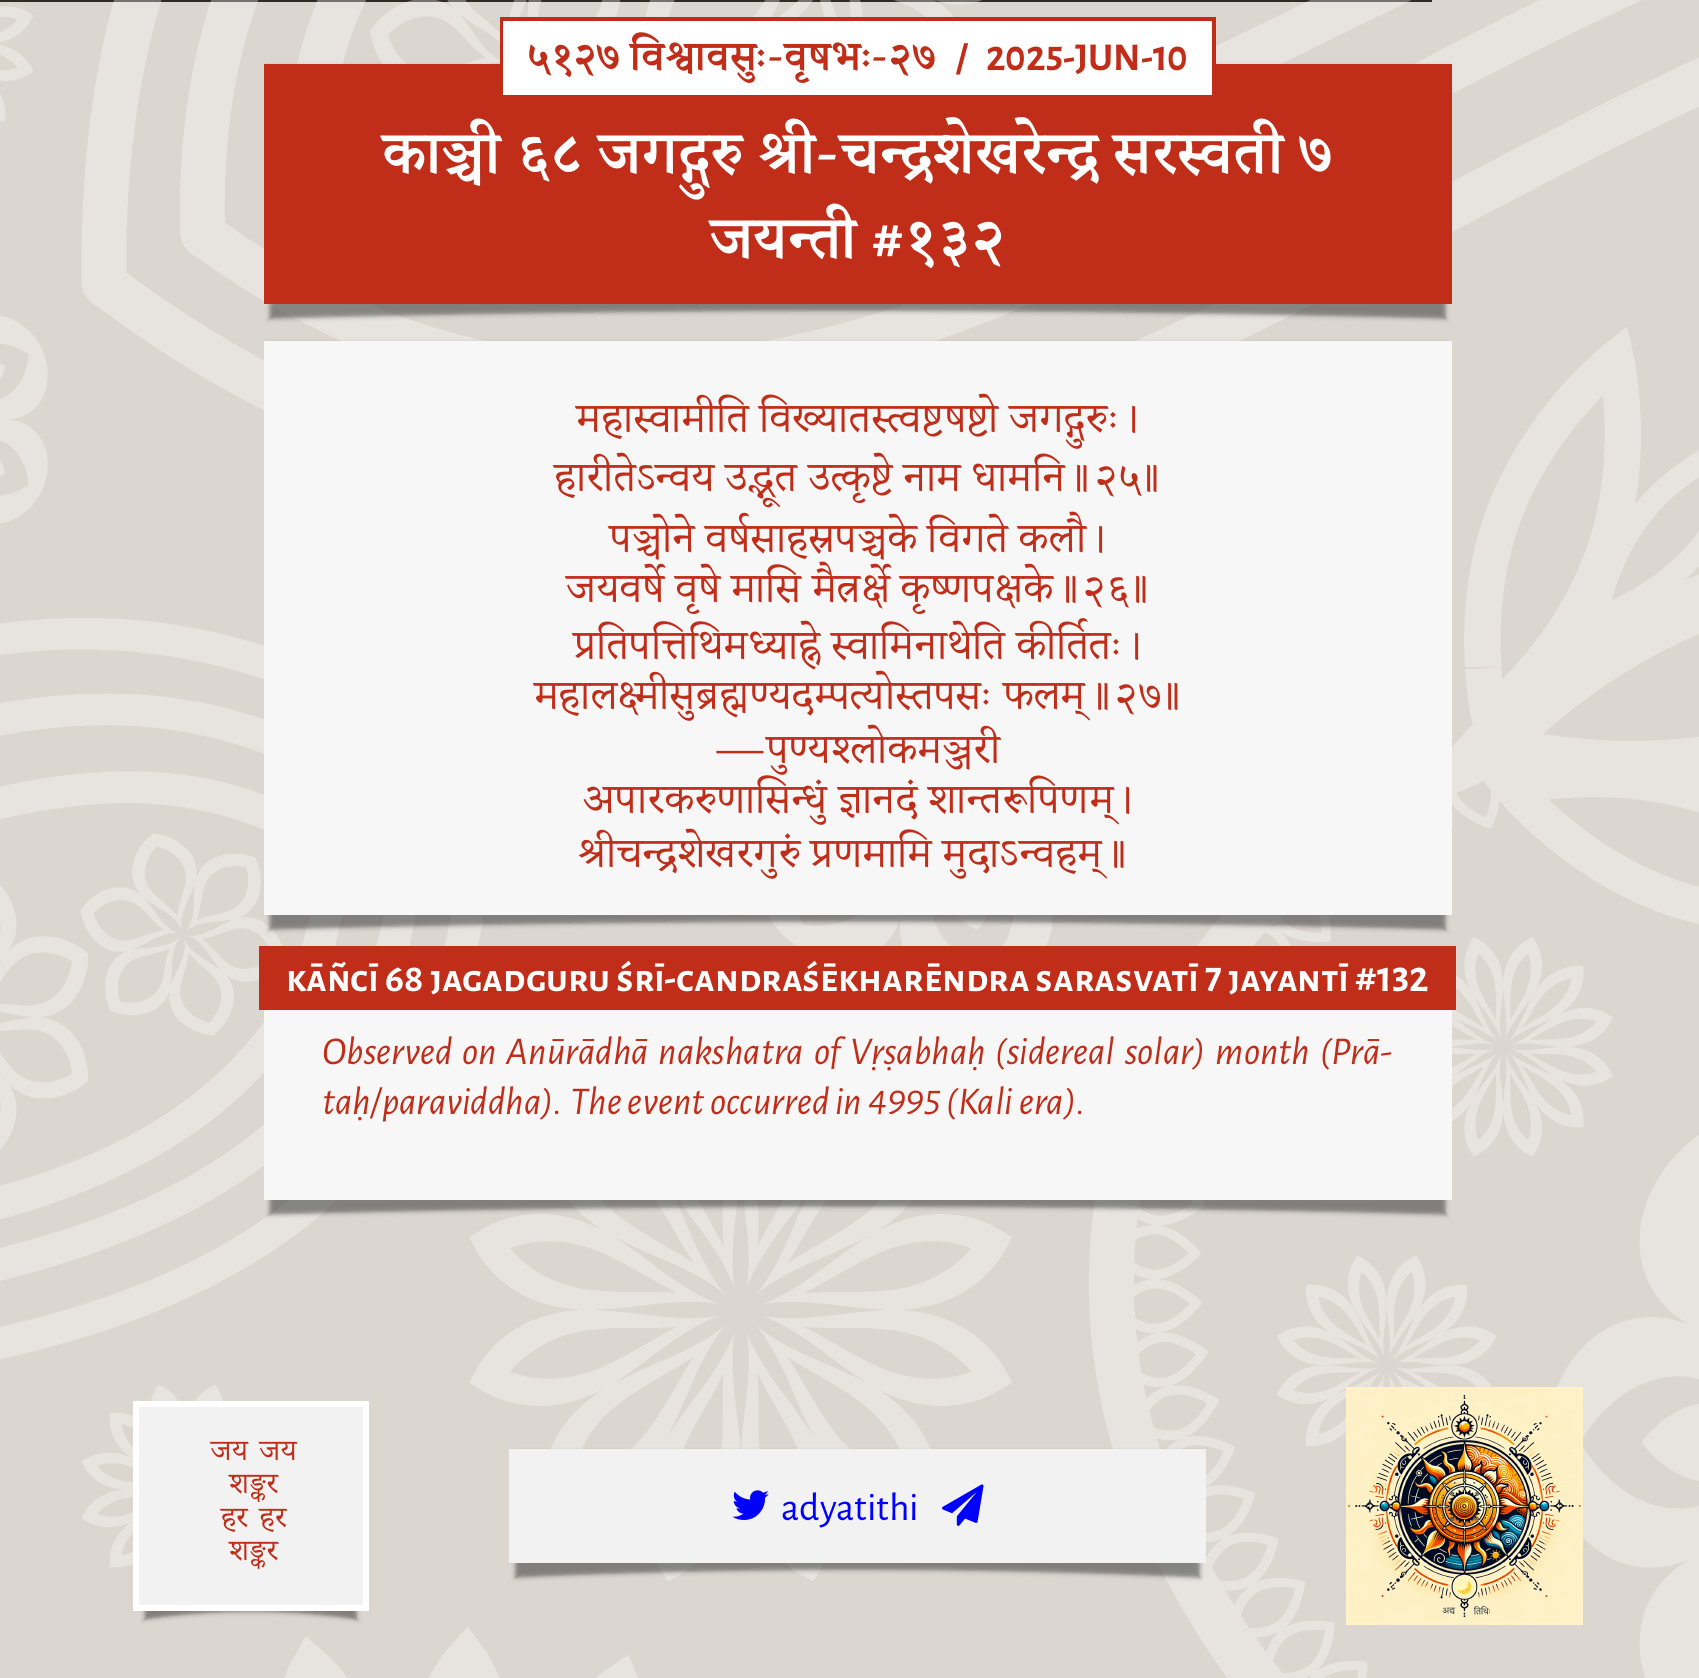 ५१२७ विश्वावसुः-वृषभः-२७ / 2025-JUN-10
काञ्ची ६८ जगद्गुरु श्री-चन्द्रशेखरेन्द्र सरस्वती ७
जयन्ती #१३२
महास्वामीति विख्यातस्त्वष्टषष्टो जगद्गुरुः।
हारीतेऽन्वय उद्भूत उत्कृष्टे नाम धामनि॥२५॥
पञ्चोने वर्षसाहस्रपञ्चके विगते कलौ।
जयवर्षे वृषे मासि मैत्रर्क्षे कृष्णपक्षके॥२६॥
प्रतिपत्तिथिमध्याह्ने स्वामिनाथेति कीर्तितः।
महालक्ष्मीसुब्रह्मण्यदम्पत्योस्तपसः फलम्॥२७॥
—पुण्यश्लोकमञ्जरी
अपारकरुणासिन्धुं ज्ञानदं शान्तरूपिणम्।
श्रीचन्द्रशेखरगुरुं प्रणमामि मुदाऽन्वहम्॥
KĀÑCĪ 68 JAGADGURU ŚRĪ-CANDRAŚĒKHARĒNDRA SARASVATĪ 7 JAYANTĪ #132
Observed on Anūrādhā nakshatra of Vṛṣabhaḥ (sidereal solar) month (Prā-
taḥ/paraviddha). The event occurred in 4995 (Kali era).
जय जय
शङ्कर
हर हर
शङ्कर
adyatithi
अद्य तिथिः